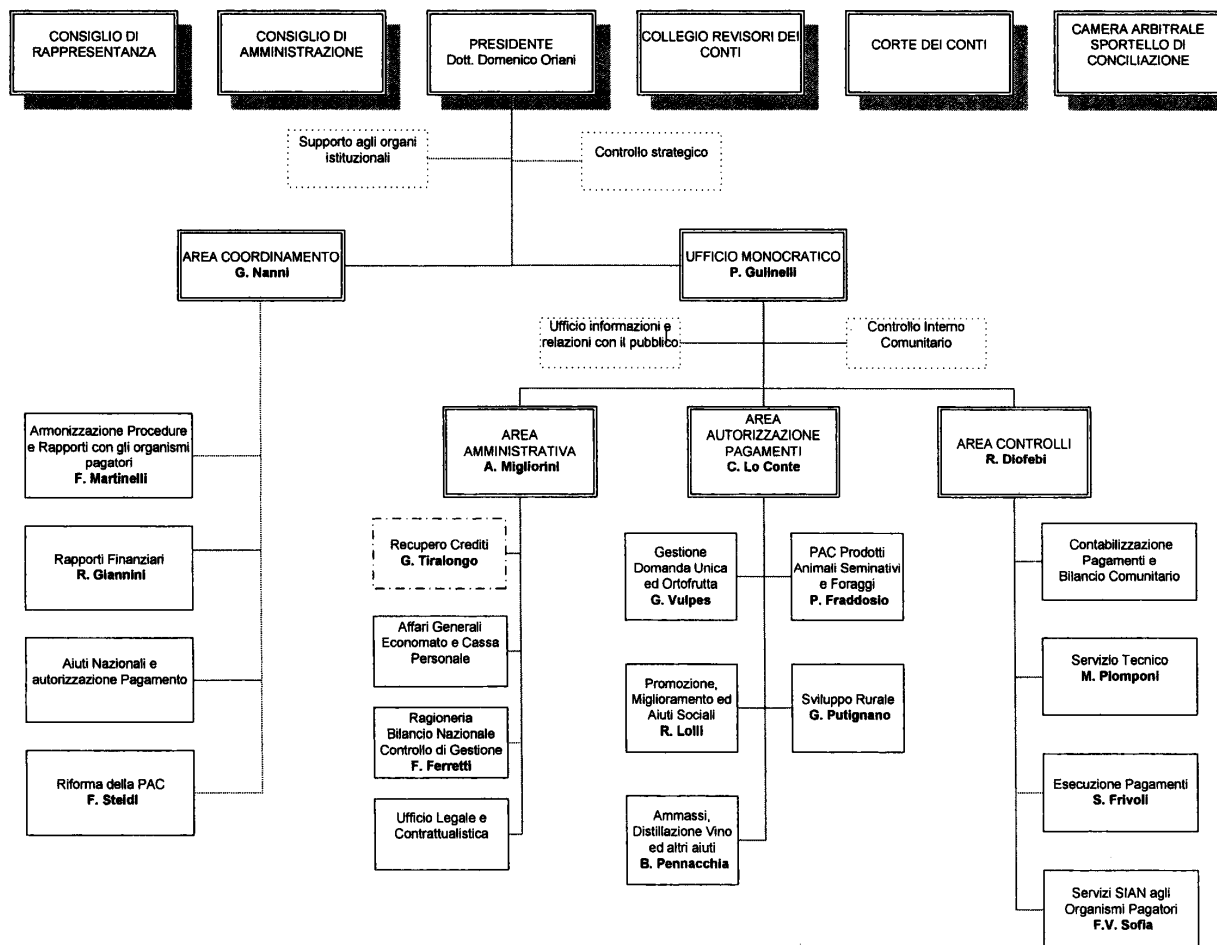 CONSIGLIO DI
RAPPRESENTANZA
CONSIGLIO DI
AMMINISTRAZIONE
PRESIDENTE
Dott. Domenico Oriani
COLLEGIO REVISORI DEI
CONTI
CORTE DEI CONTI
CAMERA ARBITRALE
SPORTELLO DI
CONCILIAZIONE
Supporto agli organi
istituzionali
Controllo strategico
AREA COORDINAMENTO
G. Nanni
UFFICIO MONOCRATICO
P. Gulinelli
Ufficio informazioni e
relazioni con il pubblico
Controllo Interno
Comunitario
AREA
AMMINISTRATIVA
A. Migliorini
AREA
AUTORIZZAZIONE
PAGAMENTI
C. Lo Conte
AREA CONTROLLI
R. Diofebi
Armonizzazione Procedure
e Rapporti con gli organismi
pagatori
F. Martinelli
Rapporti Finanziari
R. Giannini
Aiuti Nazionali e
autorizzazione Pagamento
Riforma della PAC
F. Steidl
Recupero Crediti
G. Tiralongo
Affari Generali
Economato e Cassa
Personale
Ragioneria
Bilancio Nazionale
Controllo di Gestione
F. Ferretti
Ufficio Legale e
Contrattualistica
Gestione
Domanda Unica
ed Ortofrutta
G. Vulpes
PAC Prodotti
Animali Seminativi
e Foraggi
P. Fraddosio
Promozione,
Miglioramento ed
Aiuti Sociali
R. Lolli
Sviluppo Rurale
G. Putignano
Ammassi,
Distillazione Vino
ed altri aiuti
B. Pennacchia
Contabilizzazione
Pagamenti e
Bilancio Comunitario
Servizio Tecnico
M. Piomponi
Esecuzione Pagamenti
S. Frivoli
Servizi SIAN agli
Organismi Pagatori
F.V. Sofia